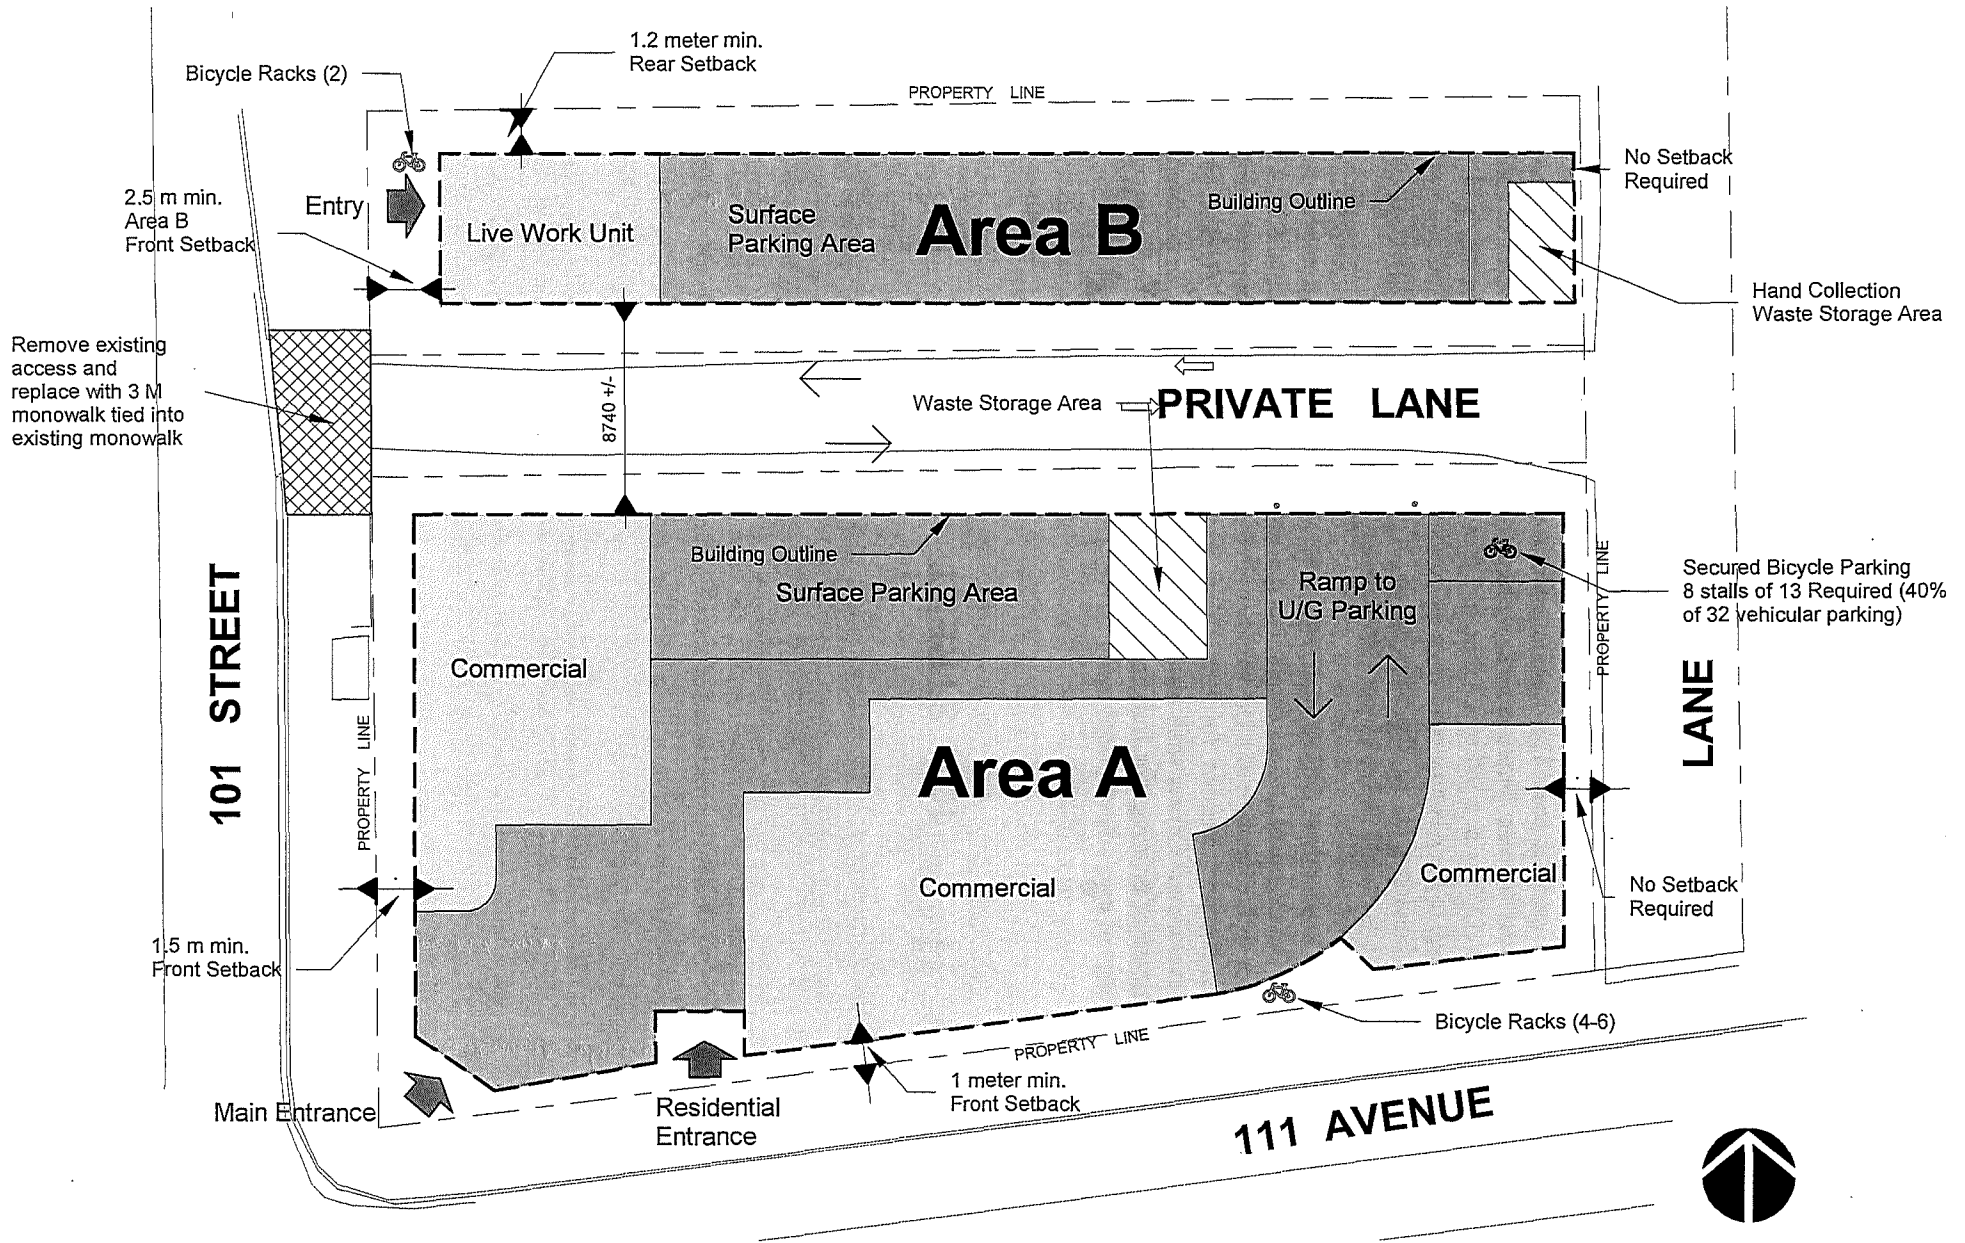 1.2 meter min.
Rear Setback
Bicycle Racks (2)
PROPERTY LINE
No Setback
Required
2.5 m min.
Area B
Front Setback
Entry
Live Work Unit
Surface
Parking Area
Area B
Building Outline
Hand Collection
Waste Storage Area
Remove existing
access and
replace with 3 M
monowalk tied into
existing monowalk
8740 +/-
Waste Storage Area
PRIVATE LANE
Building Outline
Surface Parking Area
Ramp to
U/G Parking
PROPERTY LINE
Secured Bicycle Parking
8 stalls of 13 Required (40%
of 32 vehicular parking)
101 STREET
Commercial
LANE
PROPERTY LINE
Area A
Commercial
Commercial
No Setback
Required
1.5 m min.
Front Setback
Bicycle Racks (4-6)
PROPERTY LINE
1 meter min.
Front Setback
Main Entrance
Residential
Entrance
111 AVENUE